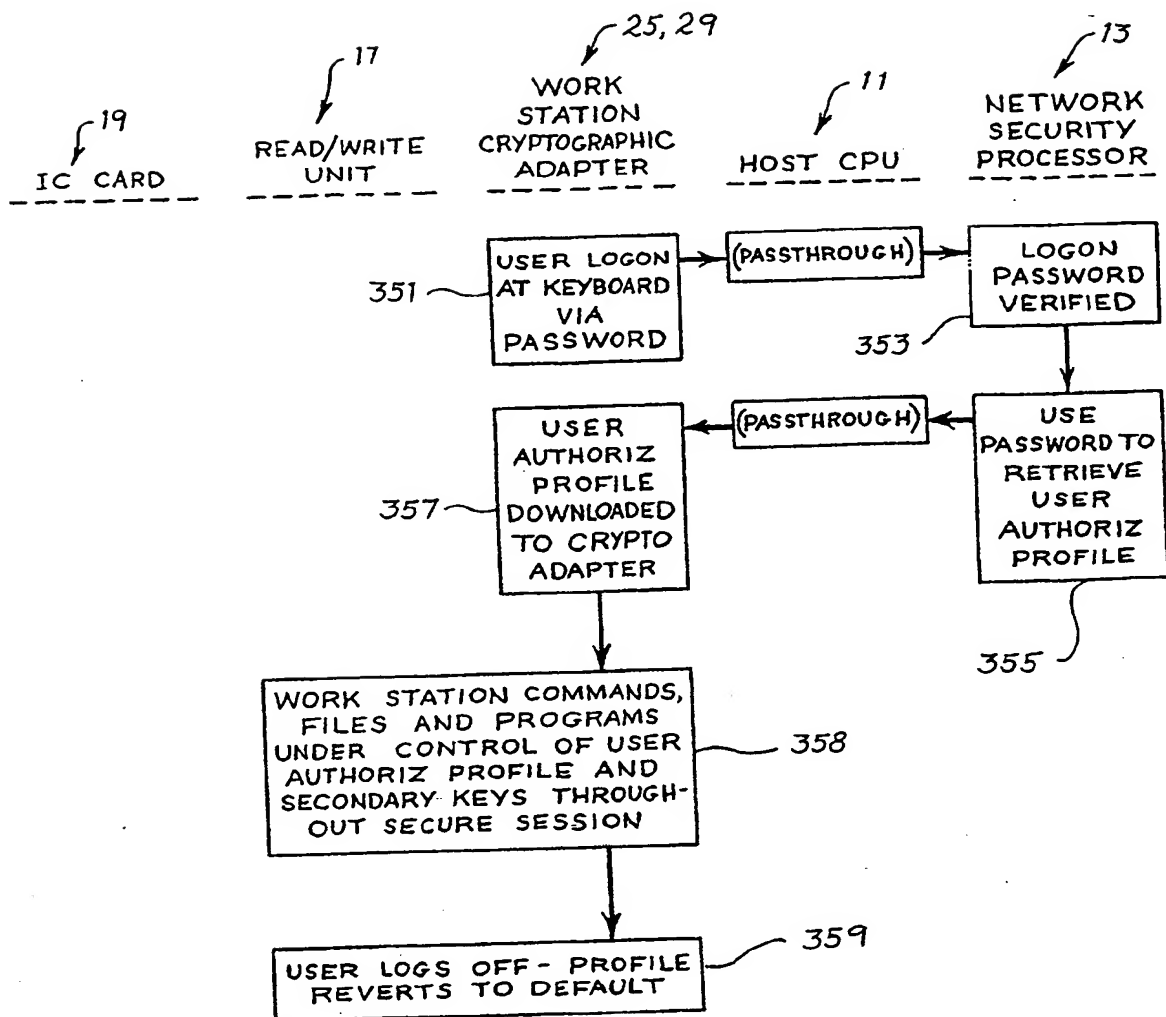 25, 29
13
17
11
19
WORK
STATION
CRYPTOGRAPHIC
ADAPTER
NETWORK
SECURITY
PROCESSOR
READ/WRITE
UNIT
HOST CPU
IC CARD
351
USER LOGON
AT KEYBOARD
VIA
PASSWORD
(PASSTHROUGH)
LOGON
PASSWORD
VERIFIED
353
357
USER
AUTHORIZ
PROFILE
DOWNLOADED
TO CRYPTO
ADAPTER
(PASSTHROUGH)
USE
PASSWORD TO
RETRIEVE
USER
AUTHORIZ
PROFILE
355
WORK STATION COMMANDS,
FILES AND PROGRAMS
UNDER CONTROL OF USER
AUTHORIZ PROFILE AND
SECONDARY KEYS THROUGH-
OUT SECURE SESSION
358
USER LOGS OFF - PROFILE
REVERTS TO DEFAULT
359